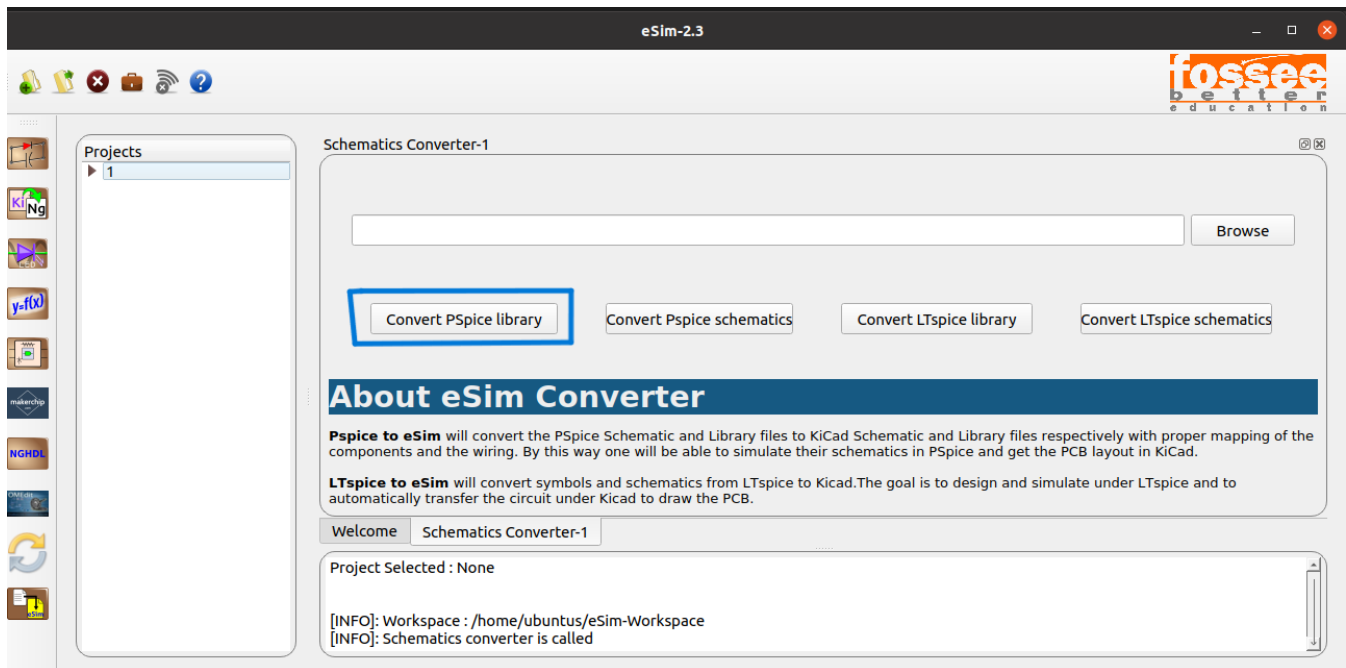 eSim-2.3
fossee
better
education
Projects
1
Schematics Converter-1
Browse
Convert PSpice library
Convert Pspice schematics
Convert LTspice library
Convert LTspice schematics
About eSim Converter
Pspice to eSim will convert the PSpice Schematic and Library files to KiCad Schematic and Library files respectively with proper mapping of the
components and the wiring. By this way one will be able to simulate their schematics in PSpice and get the PCB layout in KiCad.
LTspice to eSim will convert symbols and schematics from LTspice to Kicad.The goal is to design and simulate under LTspice and to
automatically transfer the circuit under Kicad to draw the PCB.
Welcome
Schematics Converter-1
Project Selected : None
[INFO]: Workspace : /home/ubuntus/eSim-Workspace
[INFO]: Schematics converter is called
Ki
Ng
y=f(x)
makerchip
NGHDL
OMEdit
eSim